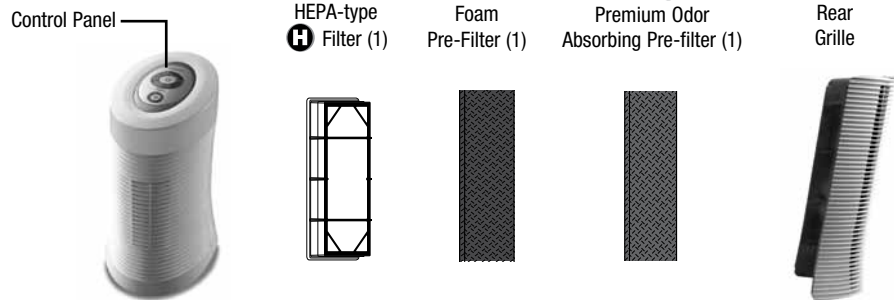 Control Panel
HEPA-type
H Filter (1)
Foam
Pre-Filter (1)
Premium Odor
Absorbing Pre-filter (1)
Rear
Grille